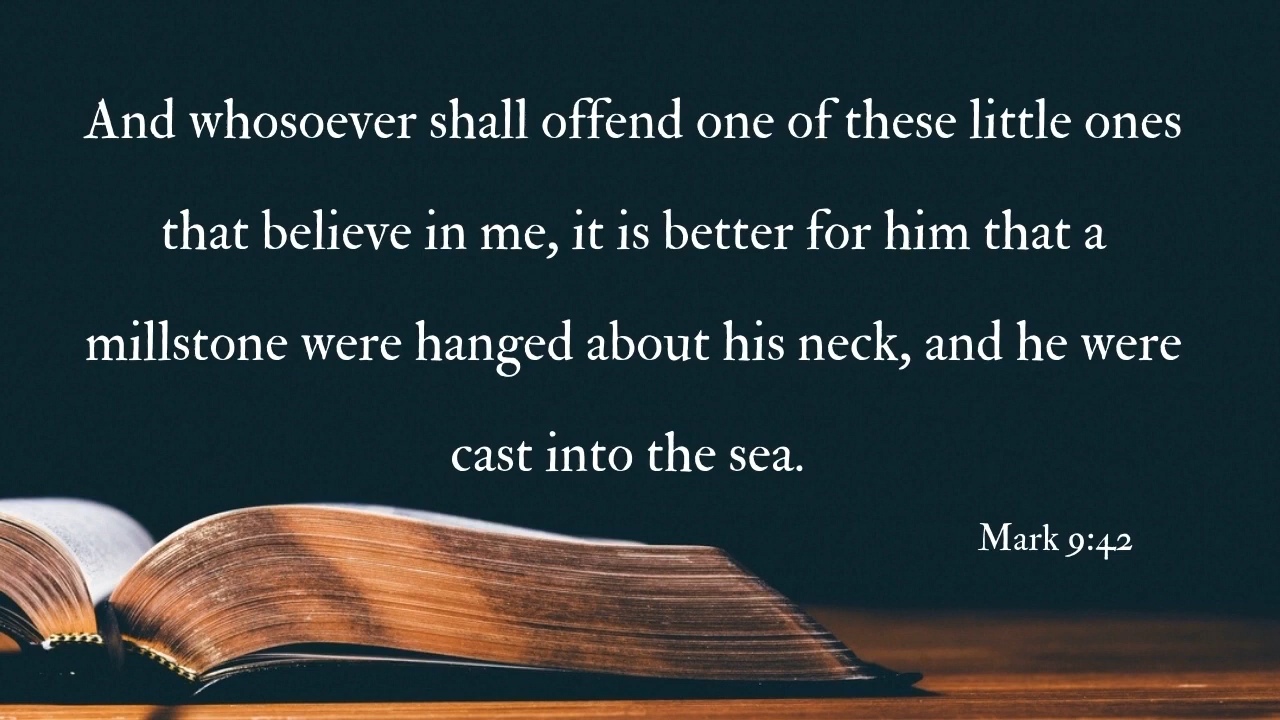 And whosoever shall offend one of these little ones
that believe in me, it is better for him that a
millstone were hanged about his neck, and he were
cast into the sea.
Mark 9:42